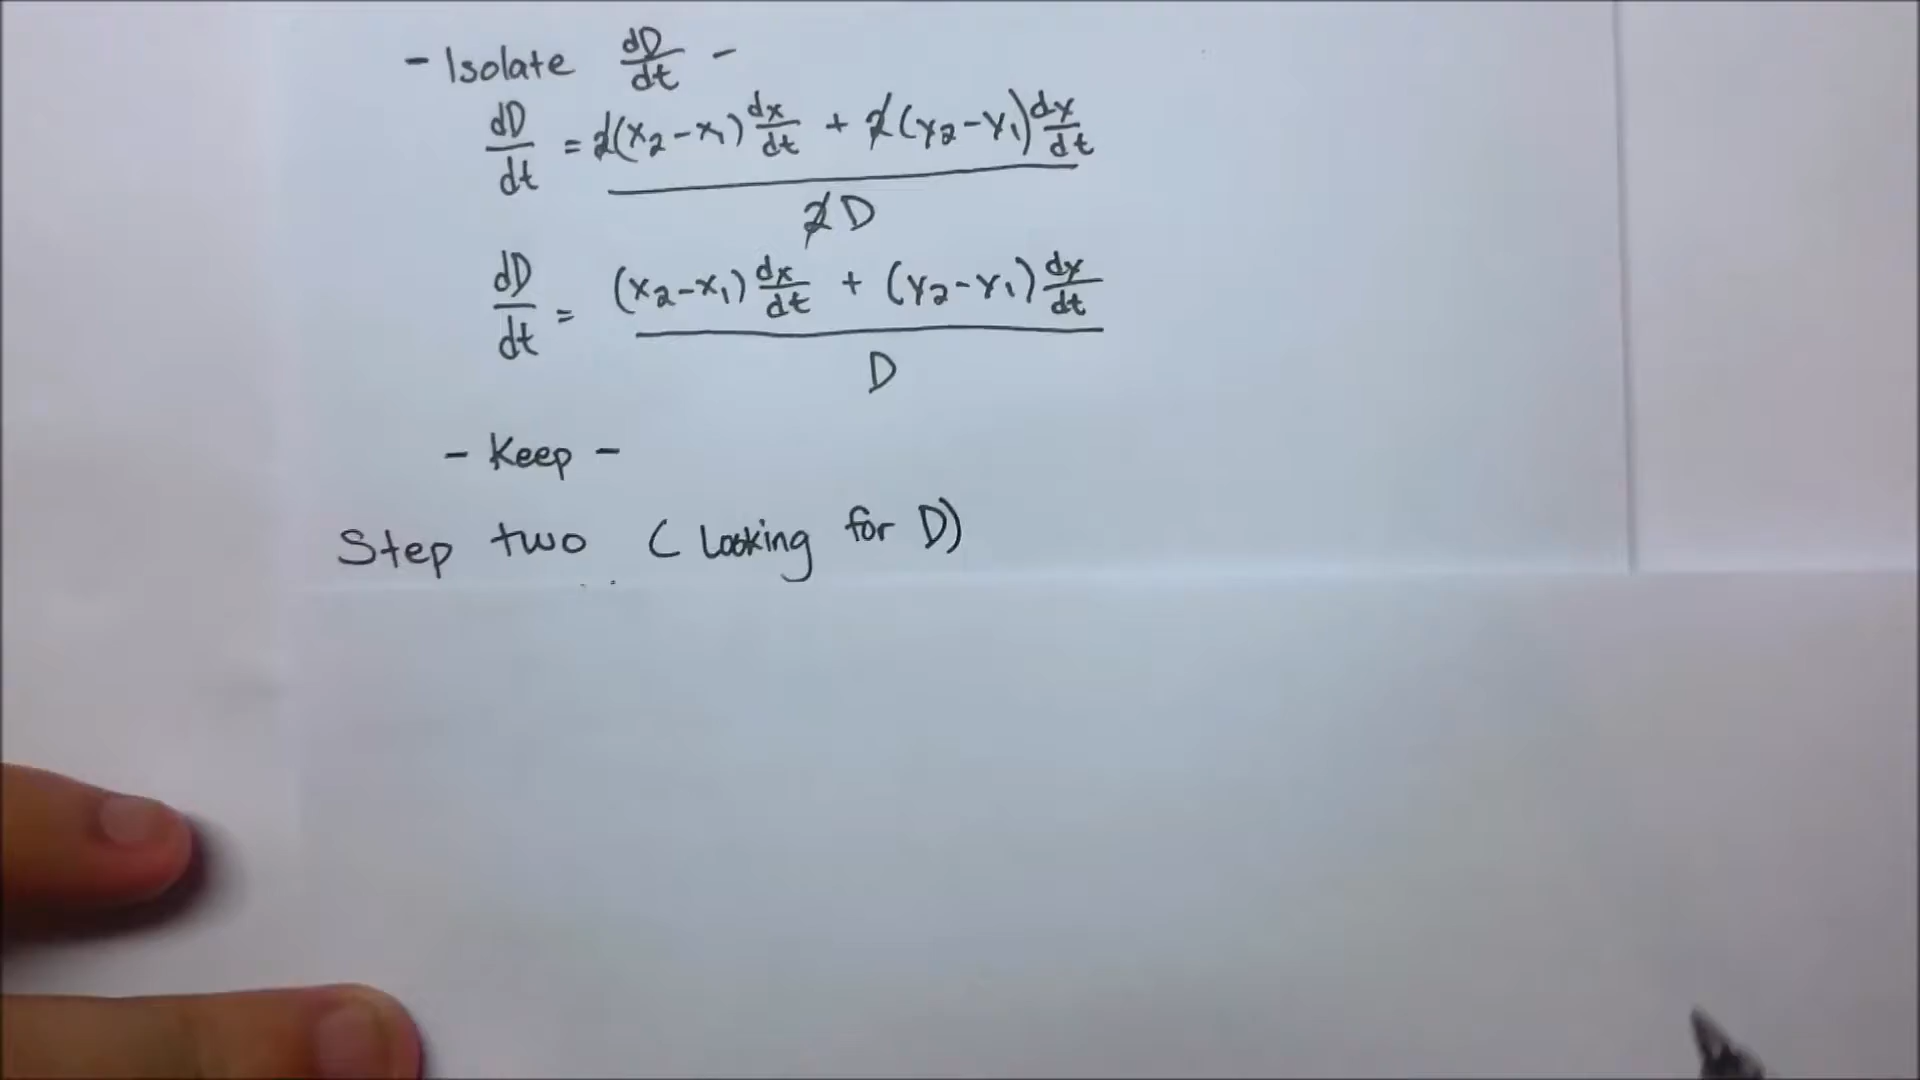 - Isolate dD/dt -
dD/dt = 2(x₂-x₁)dx/dt + 2(y₂-y₁)dy/dt
2D
dD/dt = (x₂-x₁)dx/dt + (y₂-y₁)dy/dt
D
- Keep -
Step two (Looking for D)